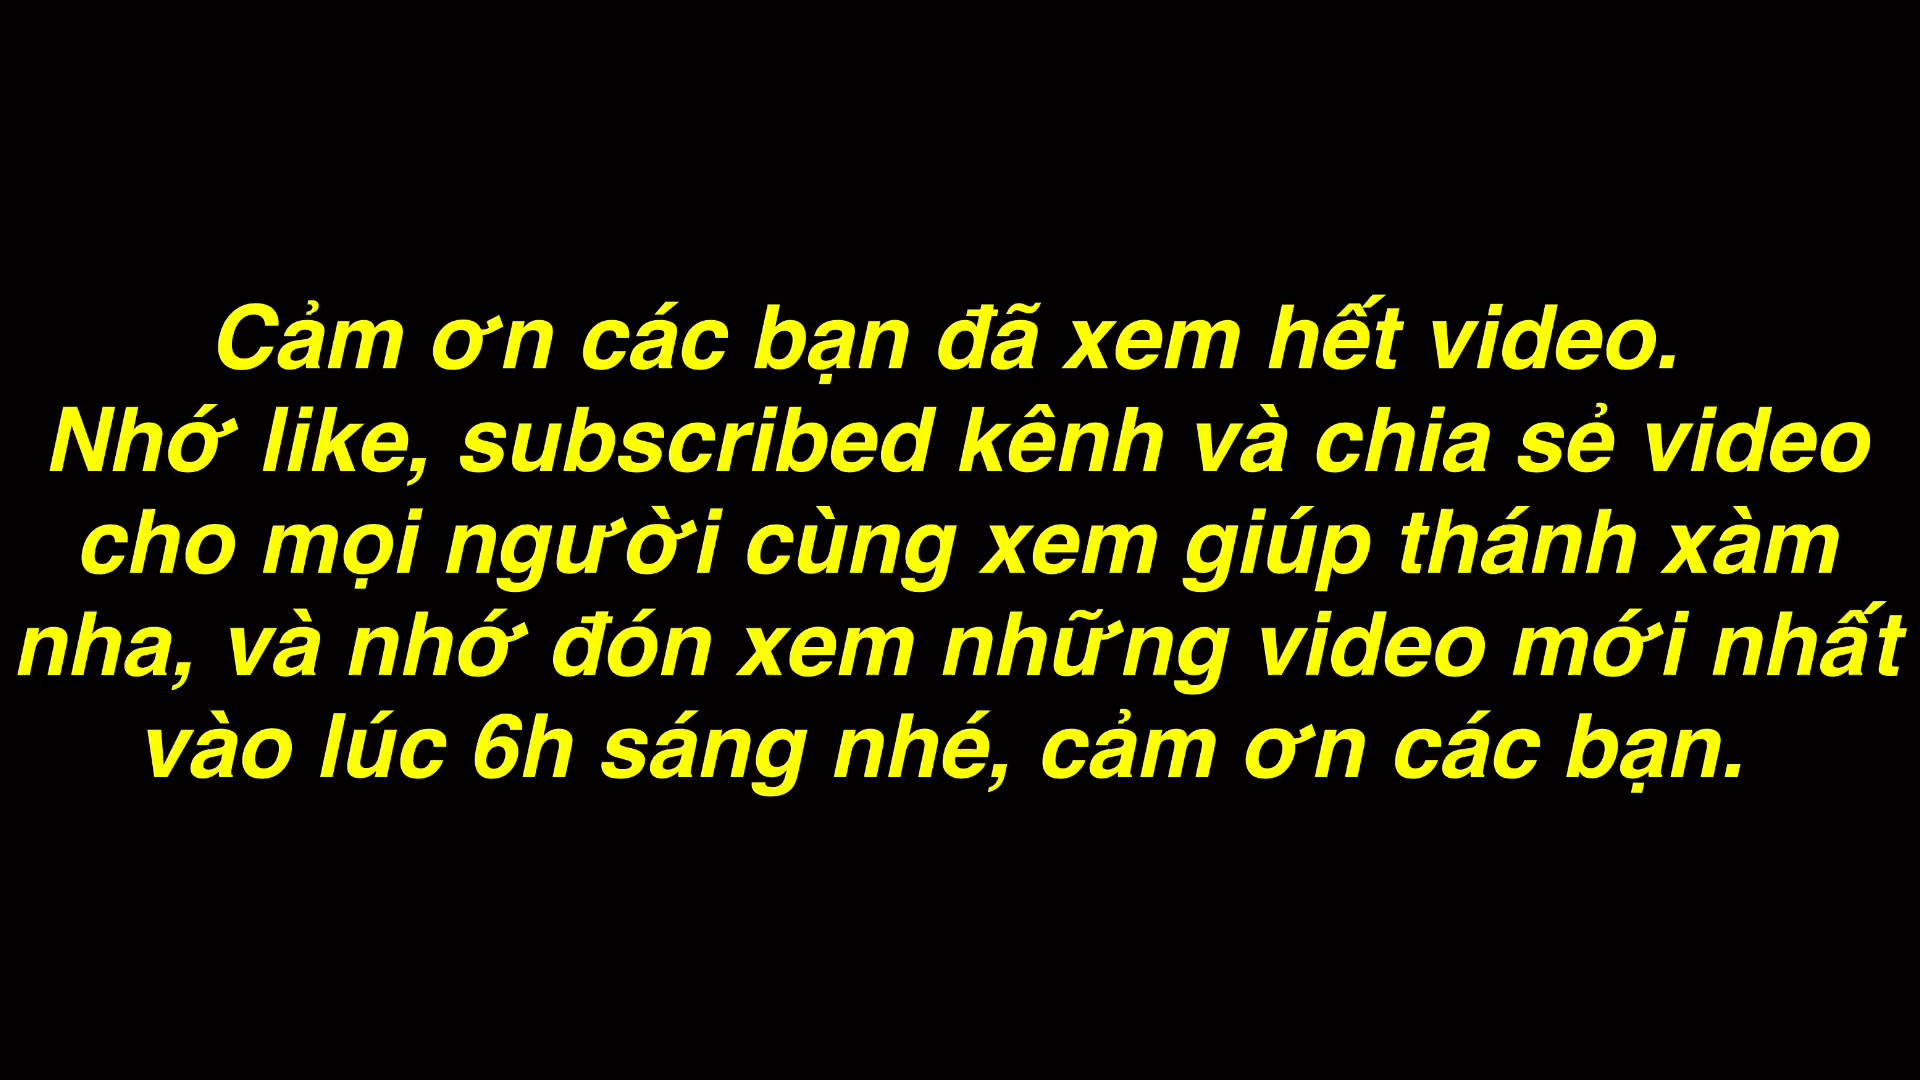 Cảm ơn các bạn đã xem hết video.
Nhớ like, subscribed kênh và chia sẻ video
cho mọi người cùng xem giúp thánh xàm
nha, và nhớ đón xem những video mới nhất
vào lúc 6h sáng nhé, cảm ơn các bạn.